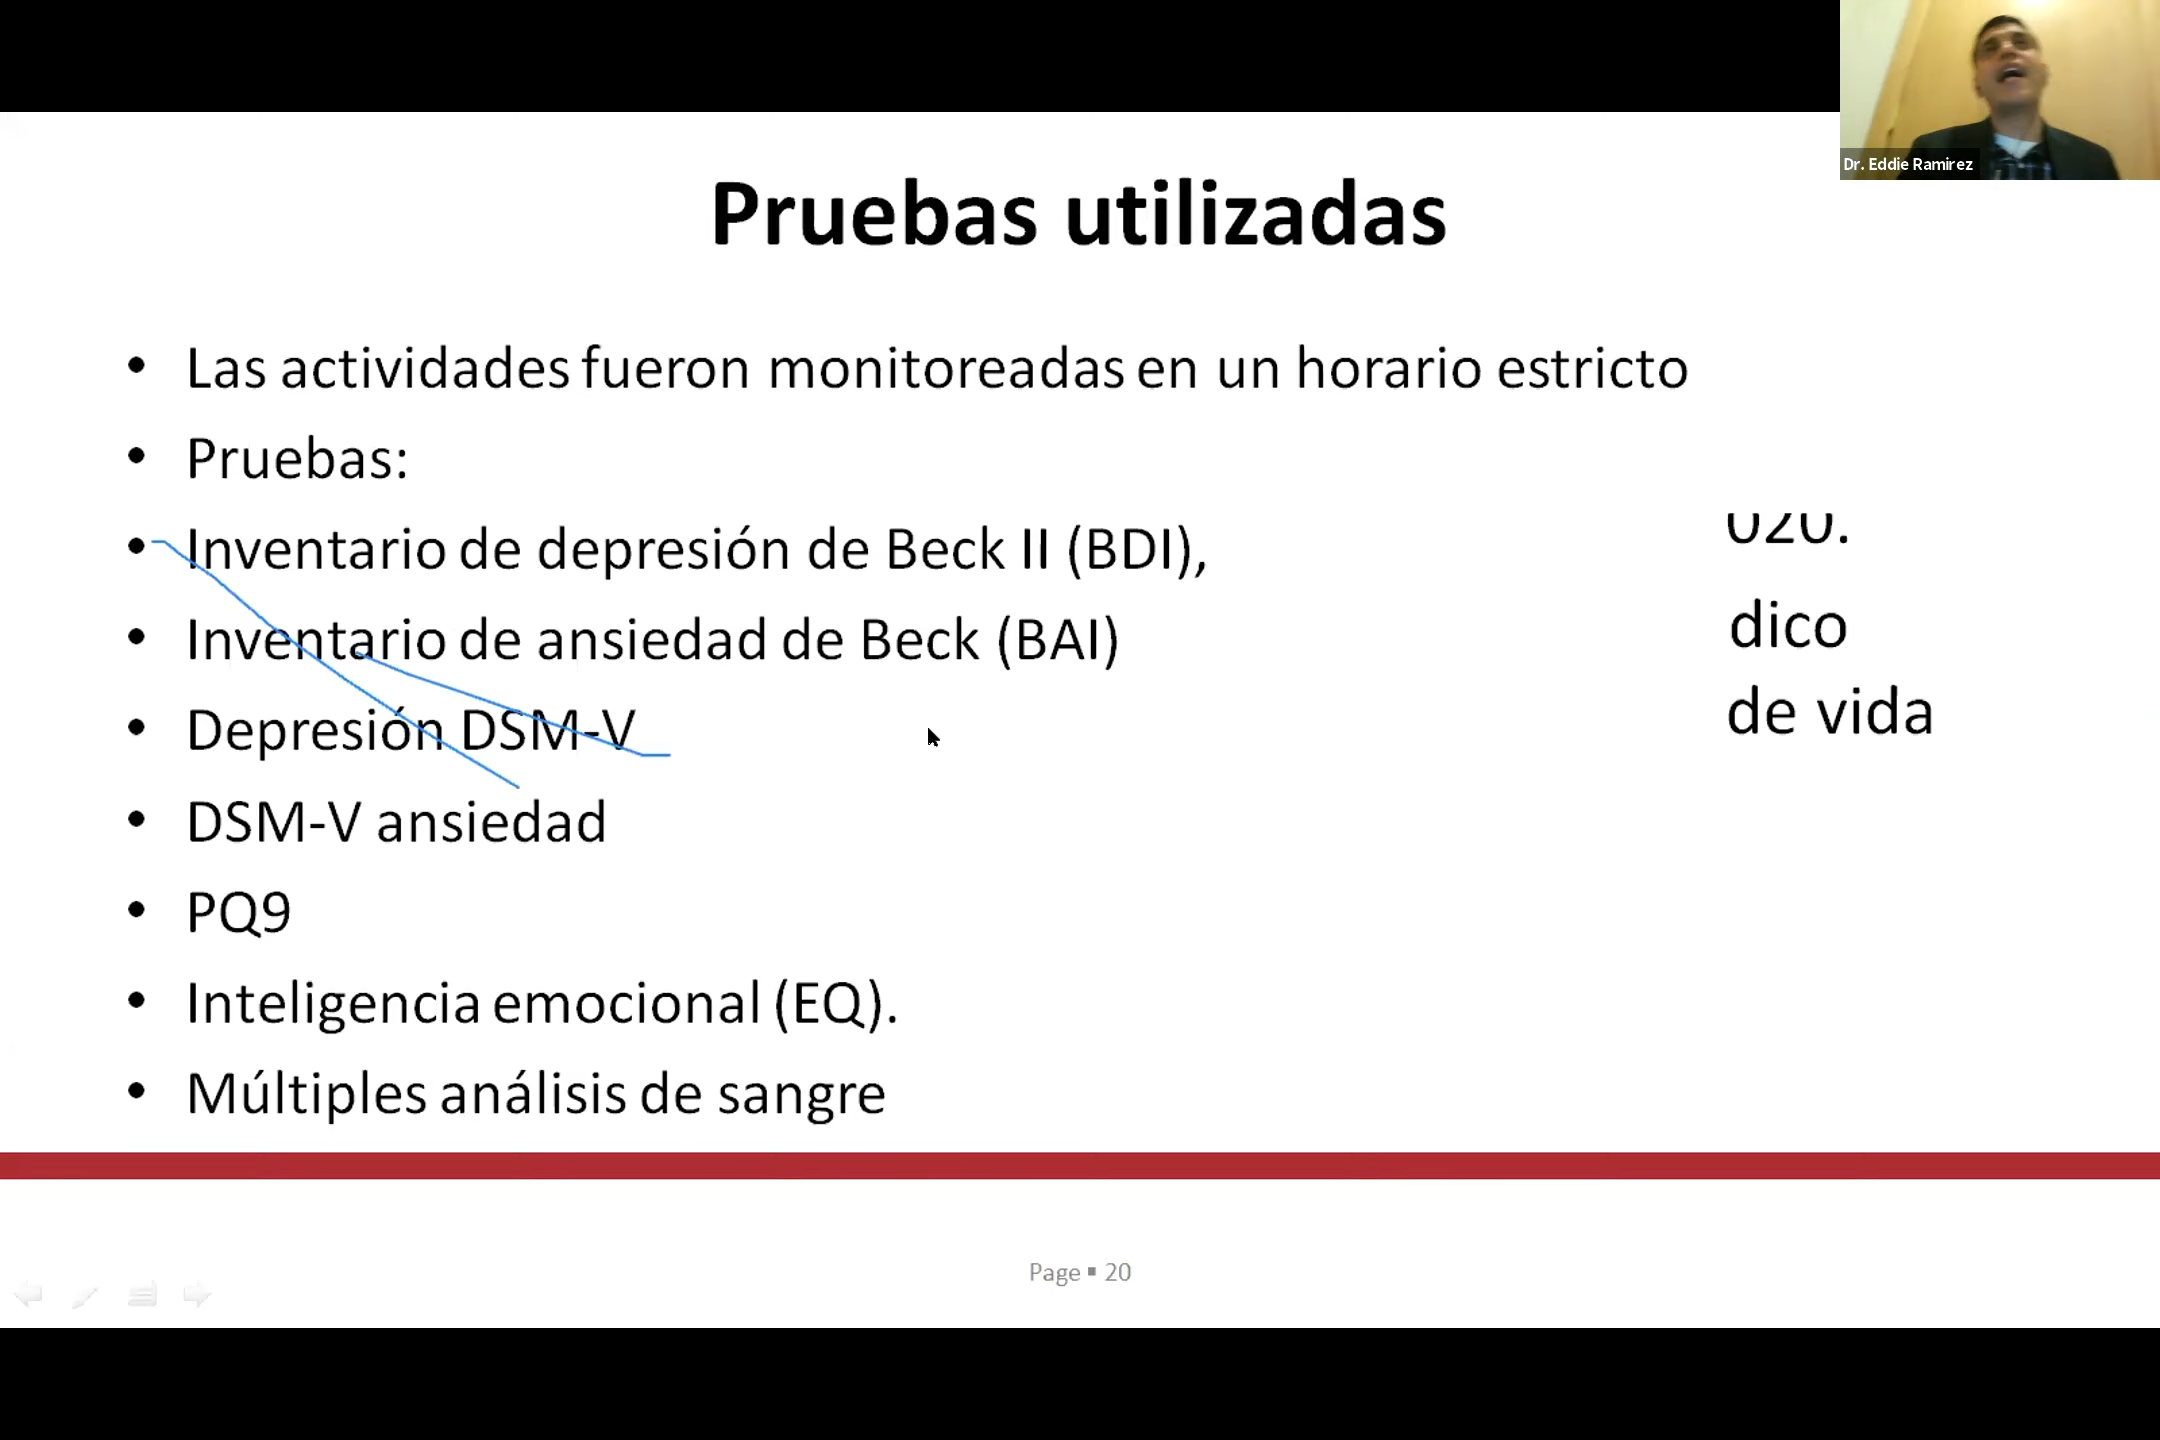 Dr. Eddie Ramirez
Pruebas utilizadas
• Las actividades fueron monitoreadas en un horario estricto
• Pruebas:
• Inventario de depresión de Beck II (BDI),
• Inventario de ansiedad de Beck (BAI)
• Depresión DSM-V
• DSM-V ansiedad
• PQ9
• Inteligencia emocional (EQ).
• Múltiples análisis de sangre
020.
dico
de vida
Page ▪ 20